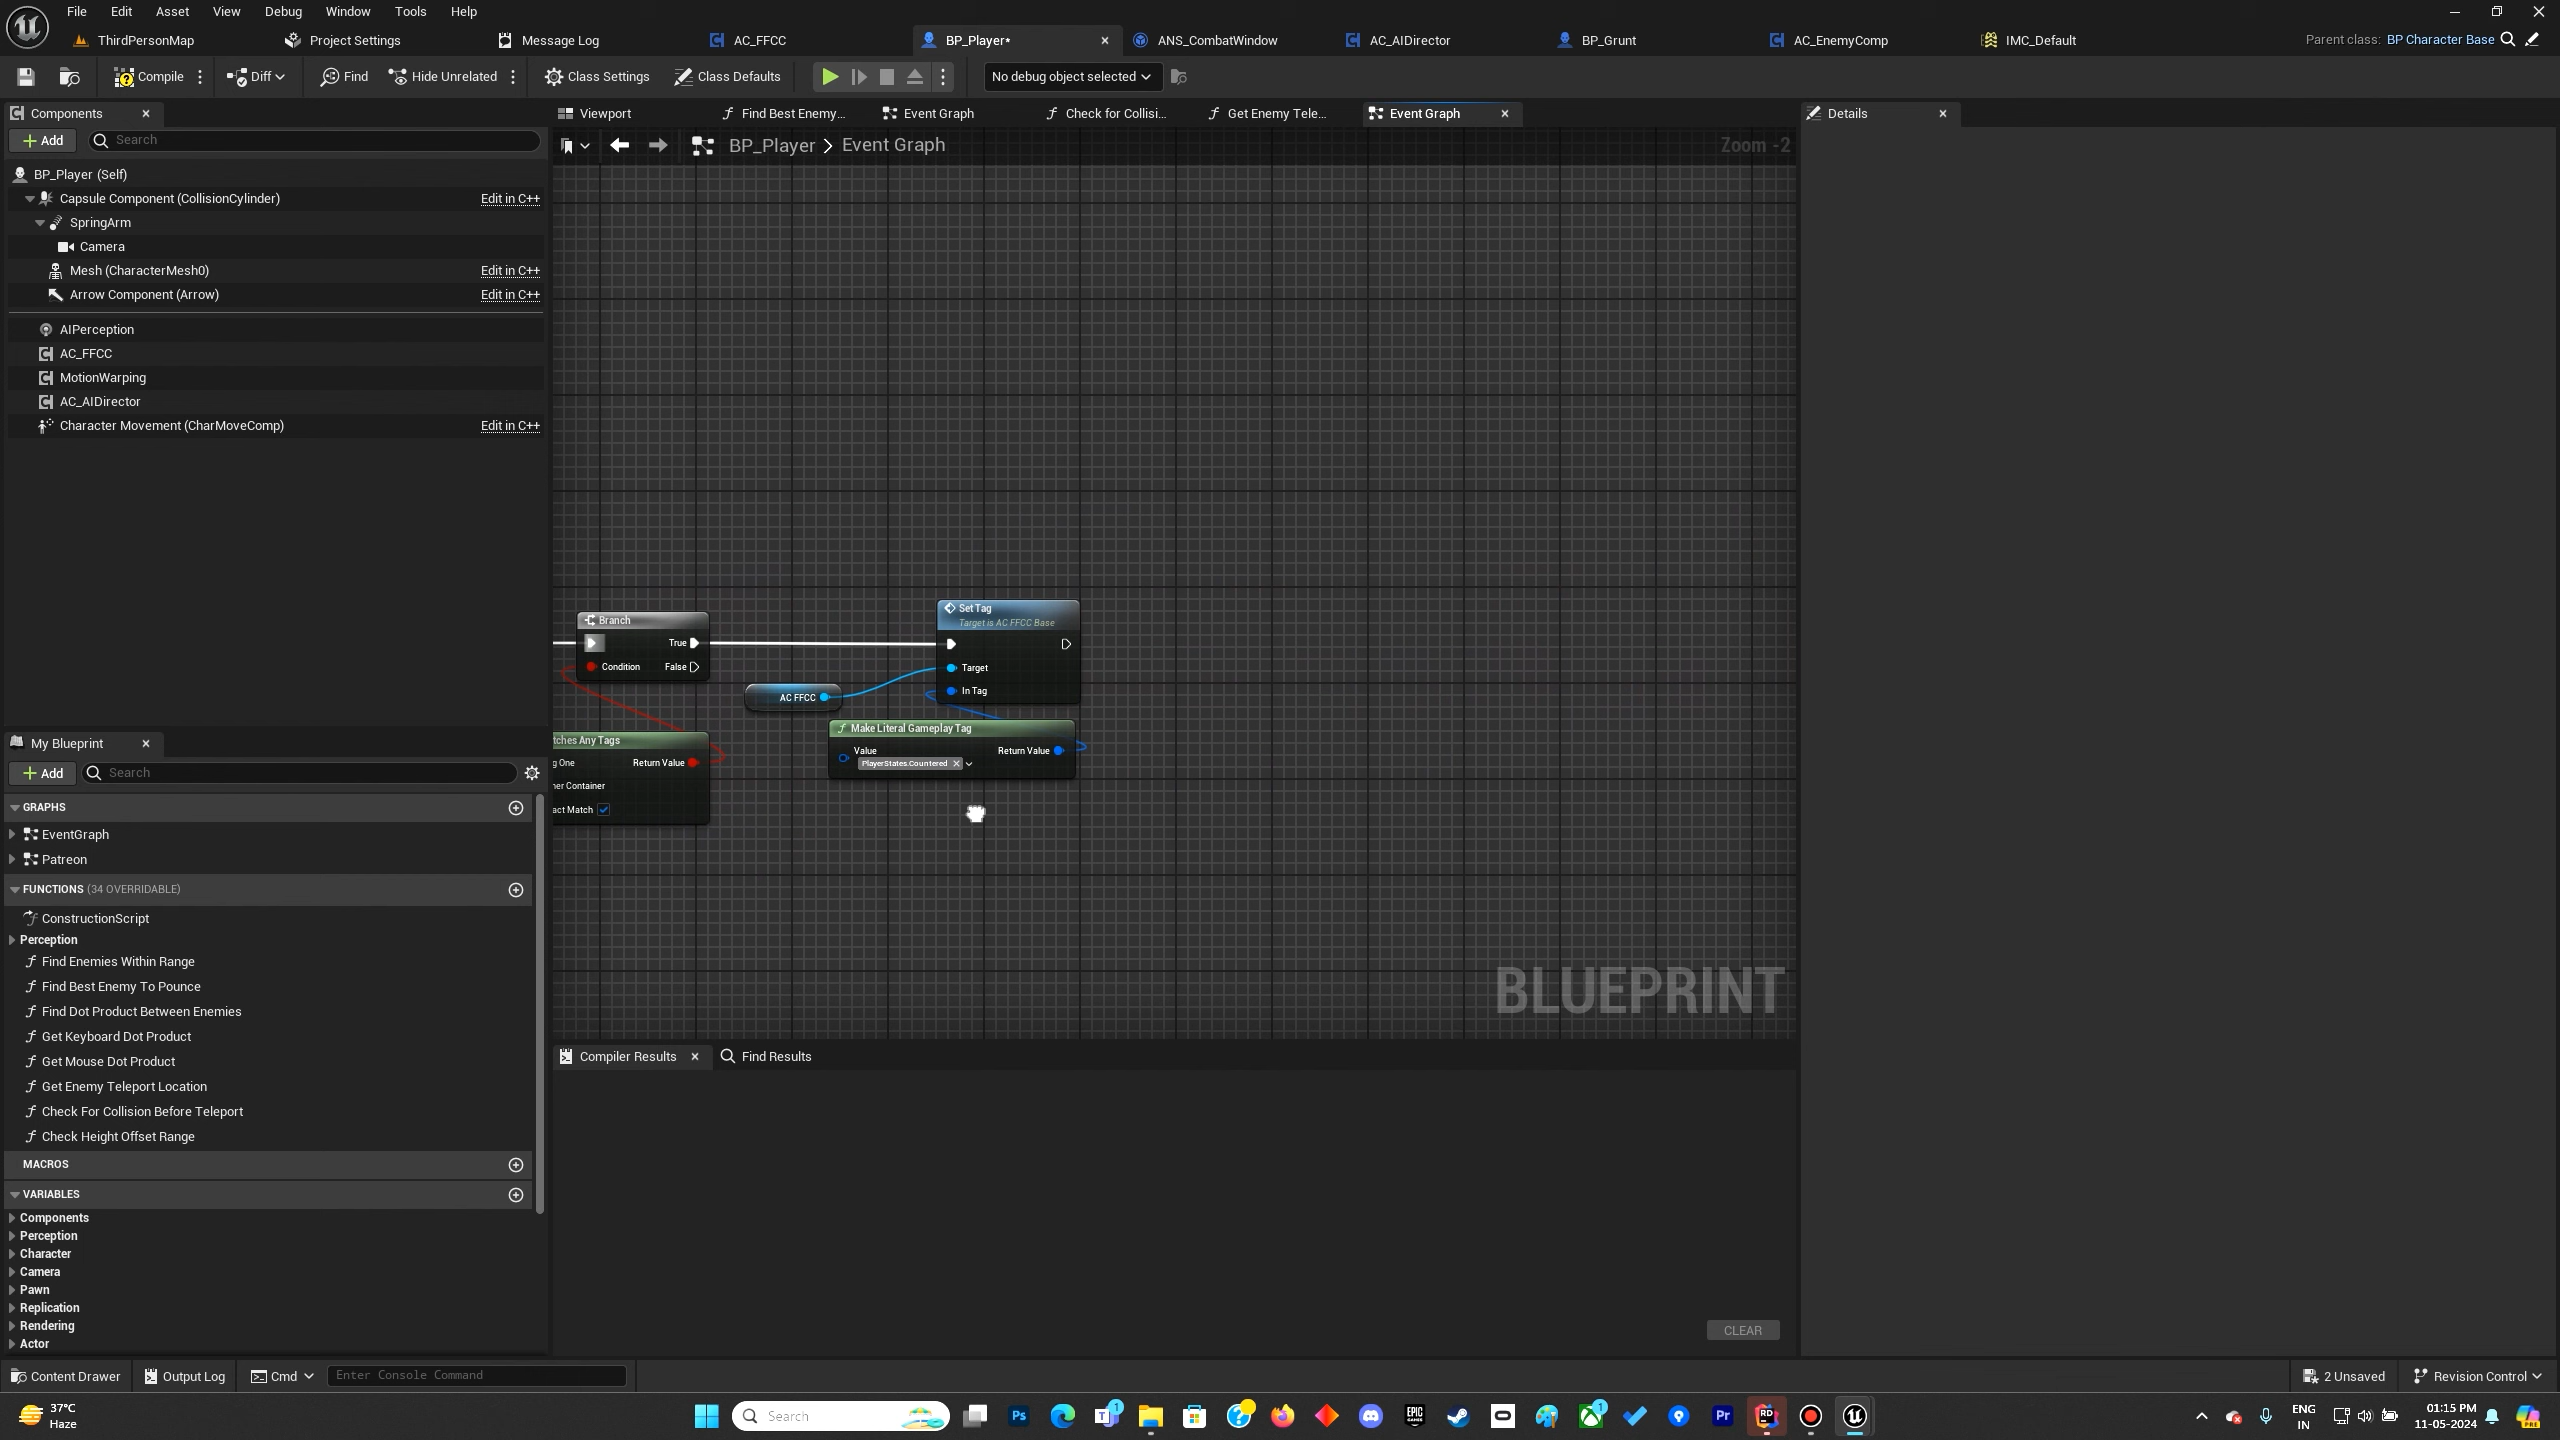 File Edit Asset View Debug Window Tools Help
ThirdPersonMap Project Settings Message Log AC_FFCC BP_Player* ANS_CombatWindow AC_AIDirector BP_Grunt AC_EnemyComp IMC_Default Parent class: BP Character Base
Compile Diff Find Hide Unrelated Class Settings Class Defaults No debug object selected
Components
Add Search
BP_Player (Self)
Capsule Component (CollisionCylinder) Edit in C++
SpringArm
Camera
Mesh (CharacterMesh0) Edit in C++
Arrow Component (Arrow) Edit in C++
AIPerception
AC_FFCC
MotionWarping
AC_AIDirector
Character Movement (CharMoveComp) Edit in C++
My Blueprint
Add Search
GRAPHS
EventGraph
Patreon
FUNCTIONS (34 OVERRIDABLE)
ConstructionScript
Perception
Find Enemies Within Range
Find Best Enemy To Pounce
Find Dot Product Between Enemies
Get Keyboard Dot Product
Get Mouse Dot Product
Get Enemy Teleport Location
Check For Collision Before Teleport
Check Height Offset Range
MACROS
VARIABLES
Components
Perception
Character
Camera
Pawn
Replication
Rendering
Actor
Viewport Find Best Enemy... Event Graph Check for Collisi... Get Enemy Tele... Event Graph
BP_Player > Event Graph Zoom -2
Branch
True
Condition False
AC FFCC
Set Tag
Target is AC FFCC Base
Target
In Tag
Make Literal Gameplay Tag
Value Return Value
PlayerStates.Countered
tches Any Tags
g One Return Value
her Container
act Match
BLUEPRINT
Compiler Results Find Results
CLEAR
Details
Content Drawer Output Log Cmd Enter Console Command 2 Unsaved Revision Control
37°C
Haze
Search
ENG
IN
01:15 PM
11-05-2024